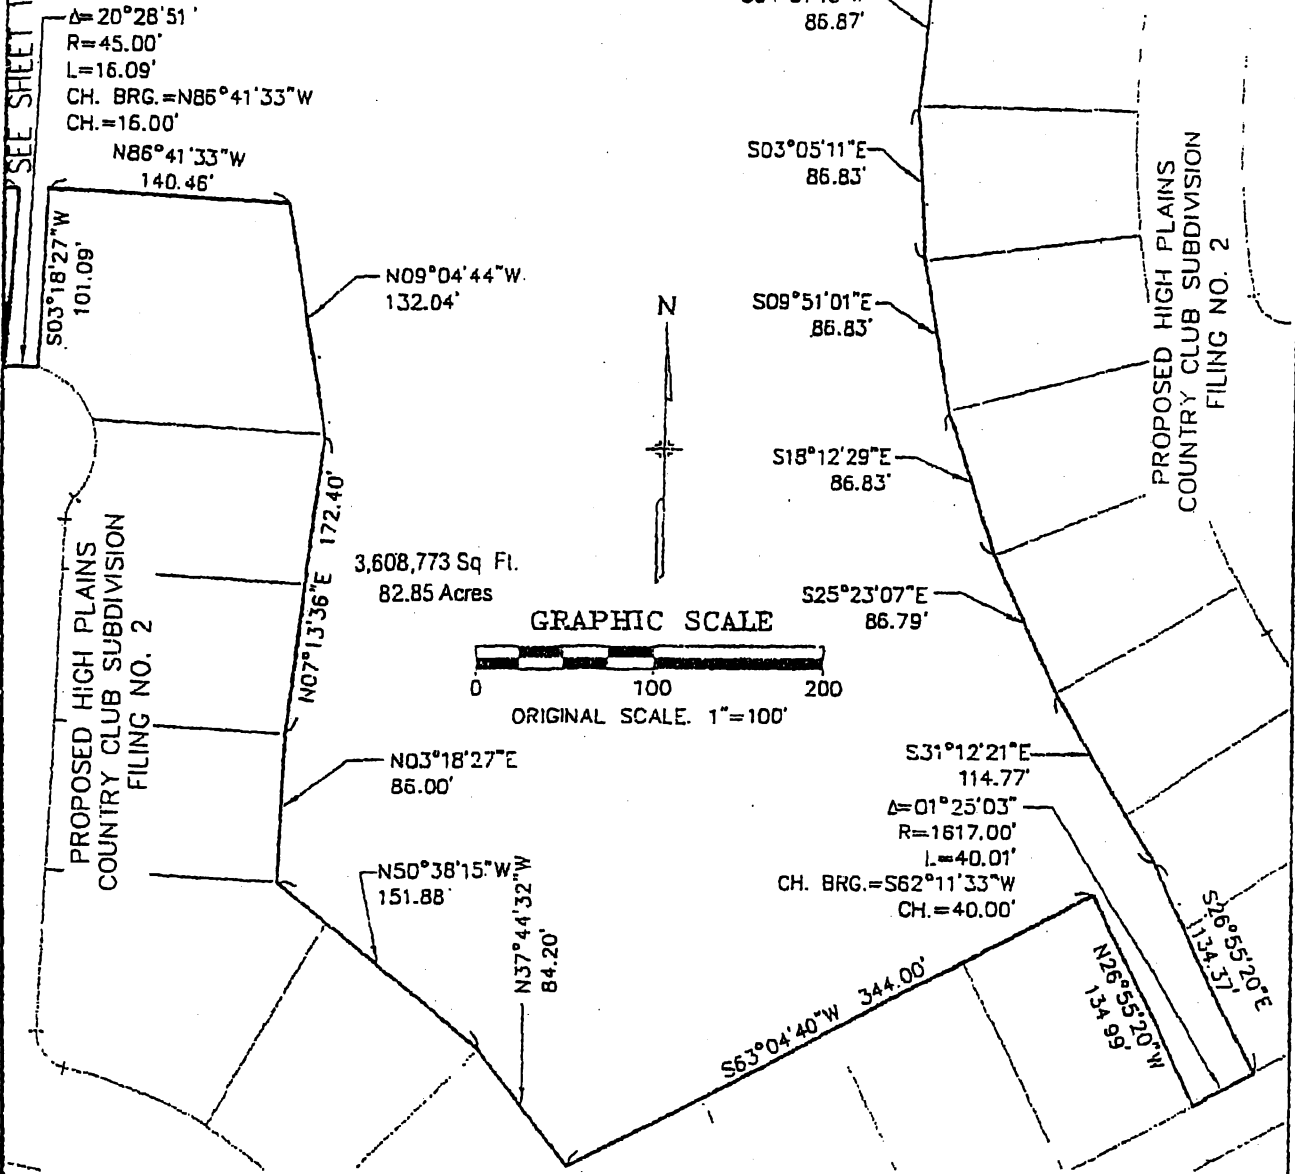 SEE SHEET
Δ=20°28'51'
R=45.00'
L=16.09'
CH. BRG.=N86°41'33"W
CH.=16.00'
N86°41'33"W
140.46'
S03°18'27"W
101.09'
N09°04'44"W
132.04'
N07°13'36"E 172.40'
3,608,773 Sq Ft.
82.85 Acres
PROPOSED HIGH PLAINS
COUNTRY CLUB SUBDIVISION
FILING NO. 2
N03°18'27"E
86.00'
N50°38'15"W
151.88'
N37°44'32"W
84.20'
N
GRAPHIC SCALE
0 100 200
ORIGINAL SCALE. 1"=100'
86.87'
S03°05'11"E
86.83'
S09°51'01"E
86.83'
S18°12'29"E
86.83'
S25°23'07"E
86.79'
S31°12'21"E
114.77'
Δ=01°25'03"
R=1617.00'
L=40.01'
CH. BRG.=S62°11'33"W
CH.=40.00'
S63°04'40"W 344.00'
N26°55'20"W
134.99'
S26°55'20"E
134.37'
PROPOSED HIGH PLAINS
COUNTRY CLUB SUBDIVISION
FILING NO. 2